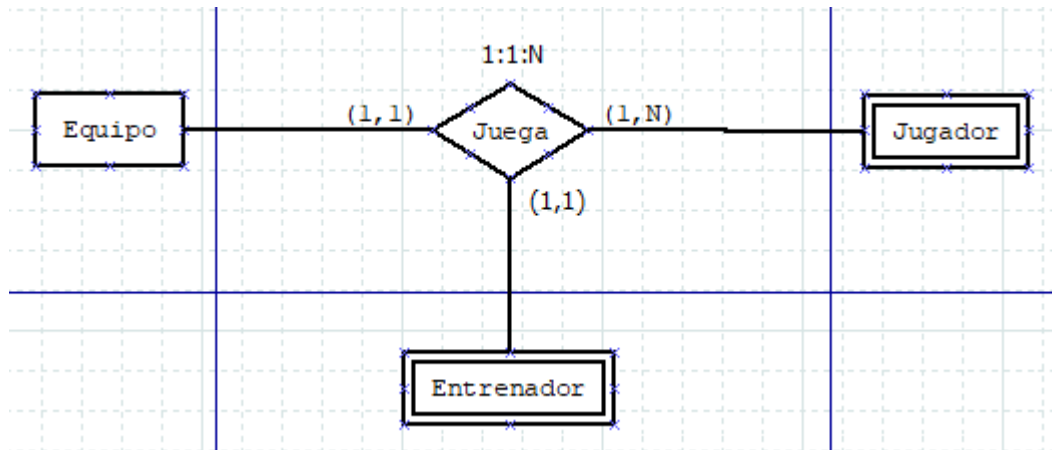 1:1:N
Equipo
(1,1)
Juega
(1,N)
Jugador
(1,1)
Entrenador